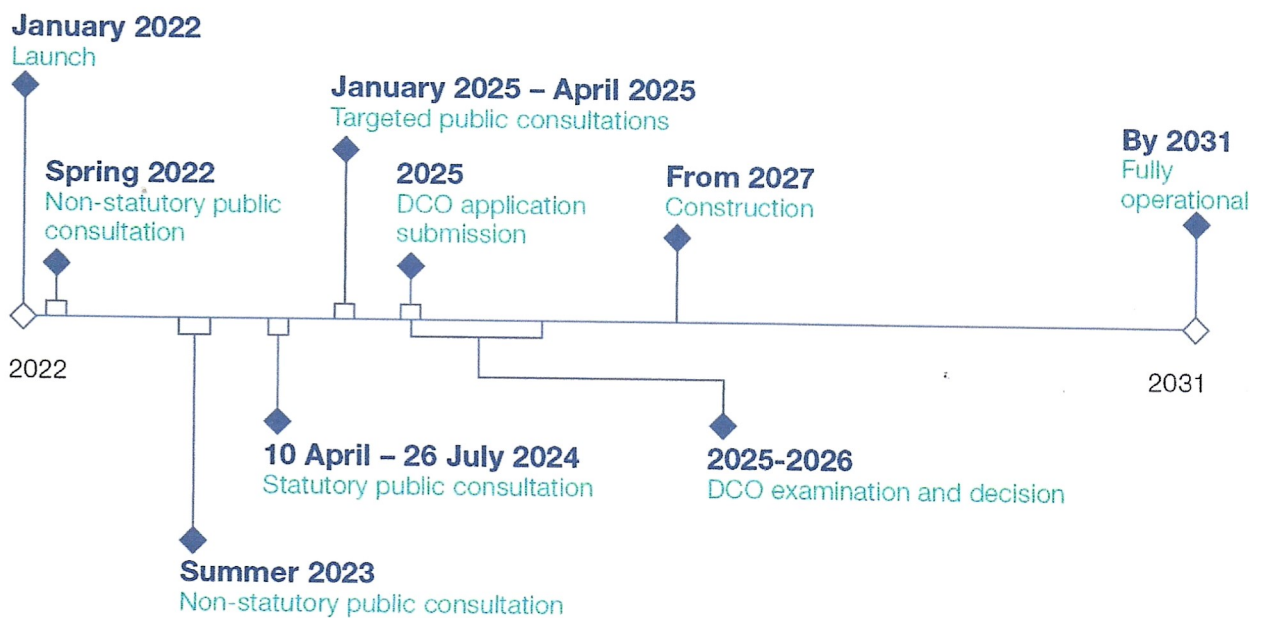 January 2022
Launch
January 2025 – April 2025
Targeted public consultations
Spring 2022
Non-statutory public
consultation
2025
DCO application
submission
From 2027
Construction
By 2031
Fully
operational
2022
2031
10 April – 26 July 2024
Statutory public consultation
2025-2026
DCO examination and decision
Summer 2023
Non-statutory public consultation